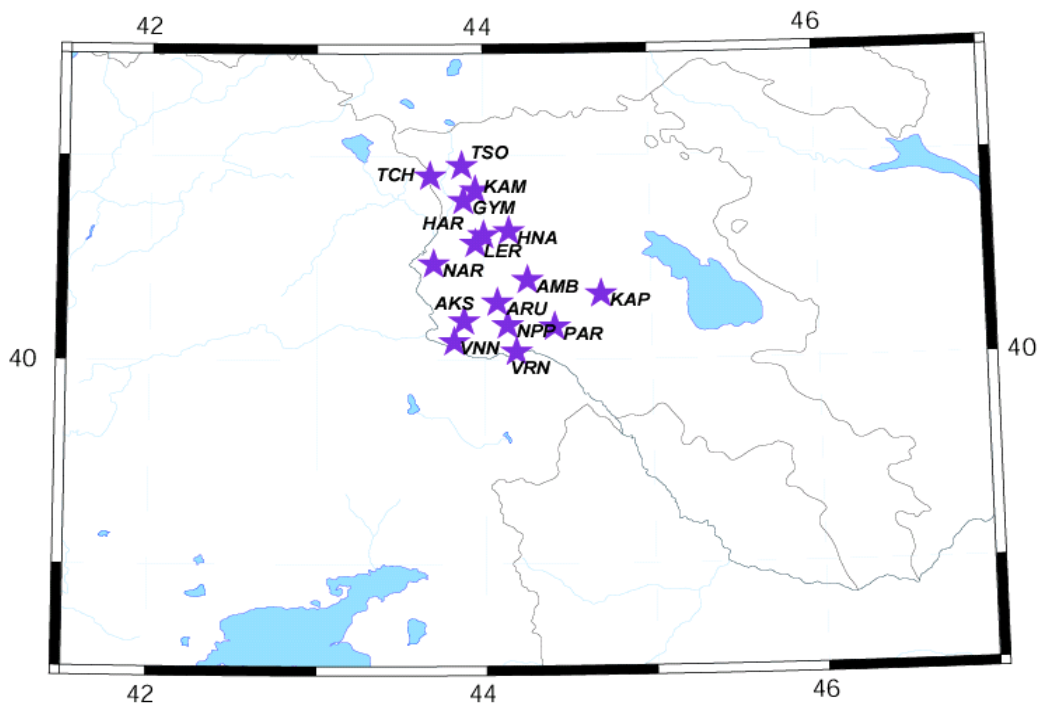 42 44 46
TSO
TCH
KAM
GYM
HAR
HNA
LER
NAR
AMB
KAP
AKS
ARU
NPP PAR
VNN
40 40
VRN
42 44 46